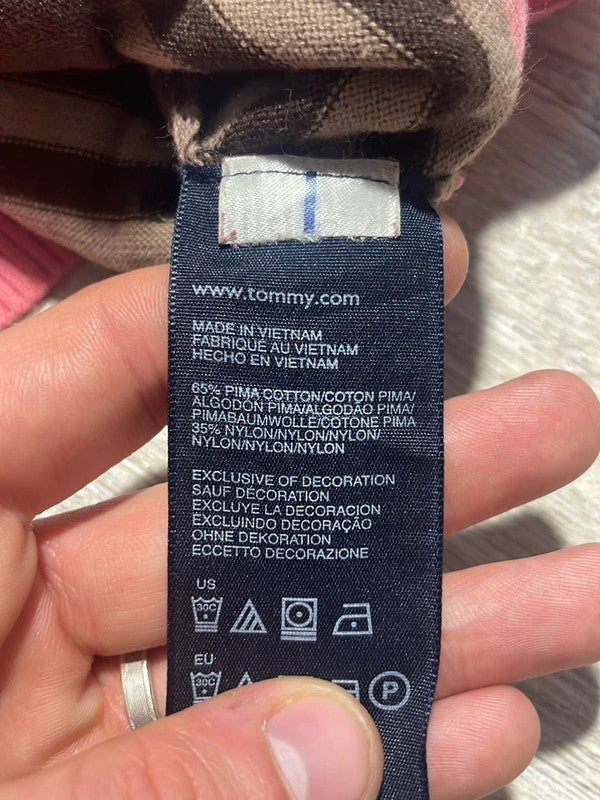 www.tommy.com
MADE IN VIETNAM
FABRIQUÉ AU VIETNAM
HECHO EN VIETNAM
65% PIMA COTTON/COTON PIMA/
ALGODÓN PIMA/ALGODÃO PIMA/
PIMABAUMWOLLE/COTONE PIMA
35% NYLON/NYLON/NYLON/
NYLON/NYLON/NYLON
EXCLUSIVE OF DECORATION
SAUF DÉCORATION
EXCLUYE LA DECORACION
EXCLUINDO DECORAÇÃO
OHNE DEKORATION
ECCETTO DECORAZIONE
US
30C
EU
30C
P